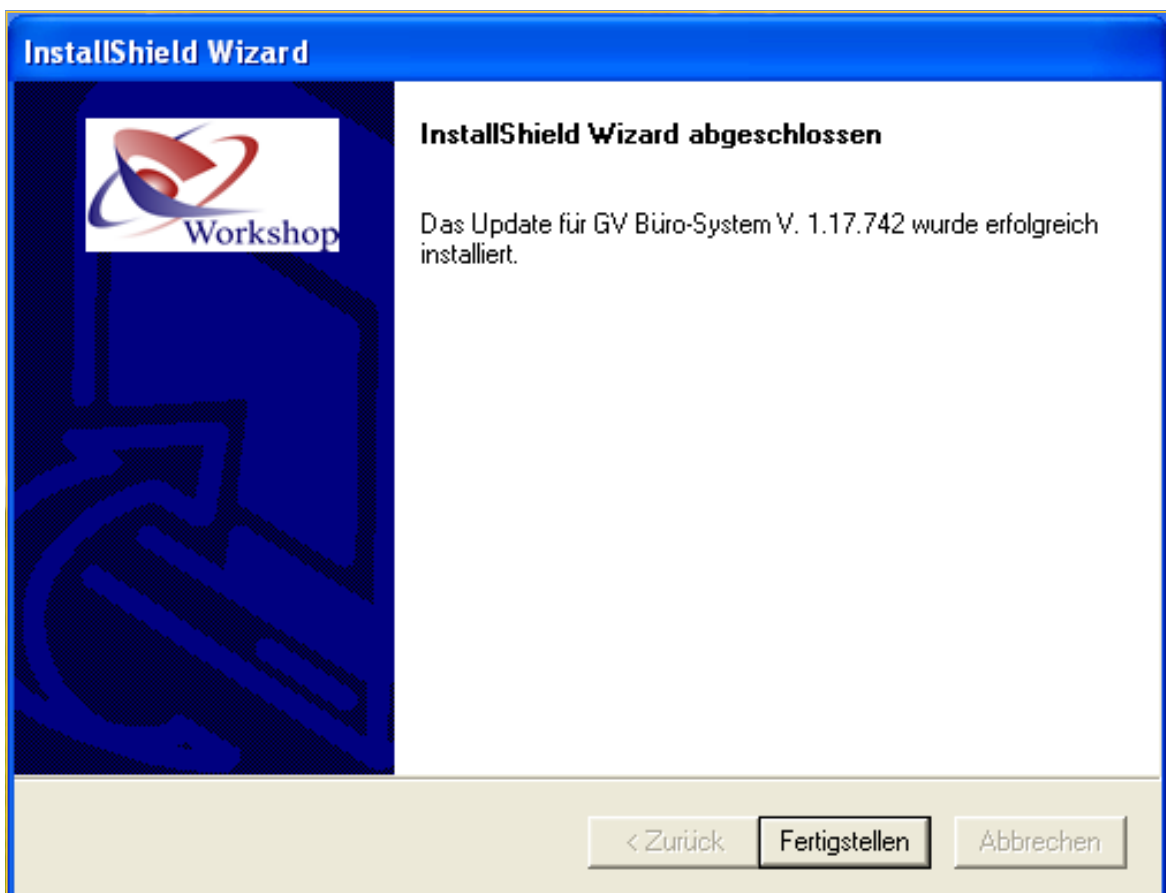 InstallShield Wizard
Workshop
InstallShield Wizard abgeschlossen
Das Update für GV Büro-System V. 1.17.742 wurde erfolgreich
installiert.
< Zurück
Fertigstellen
Abbrechen